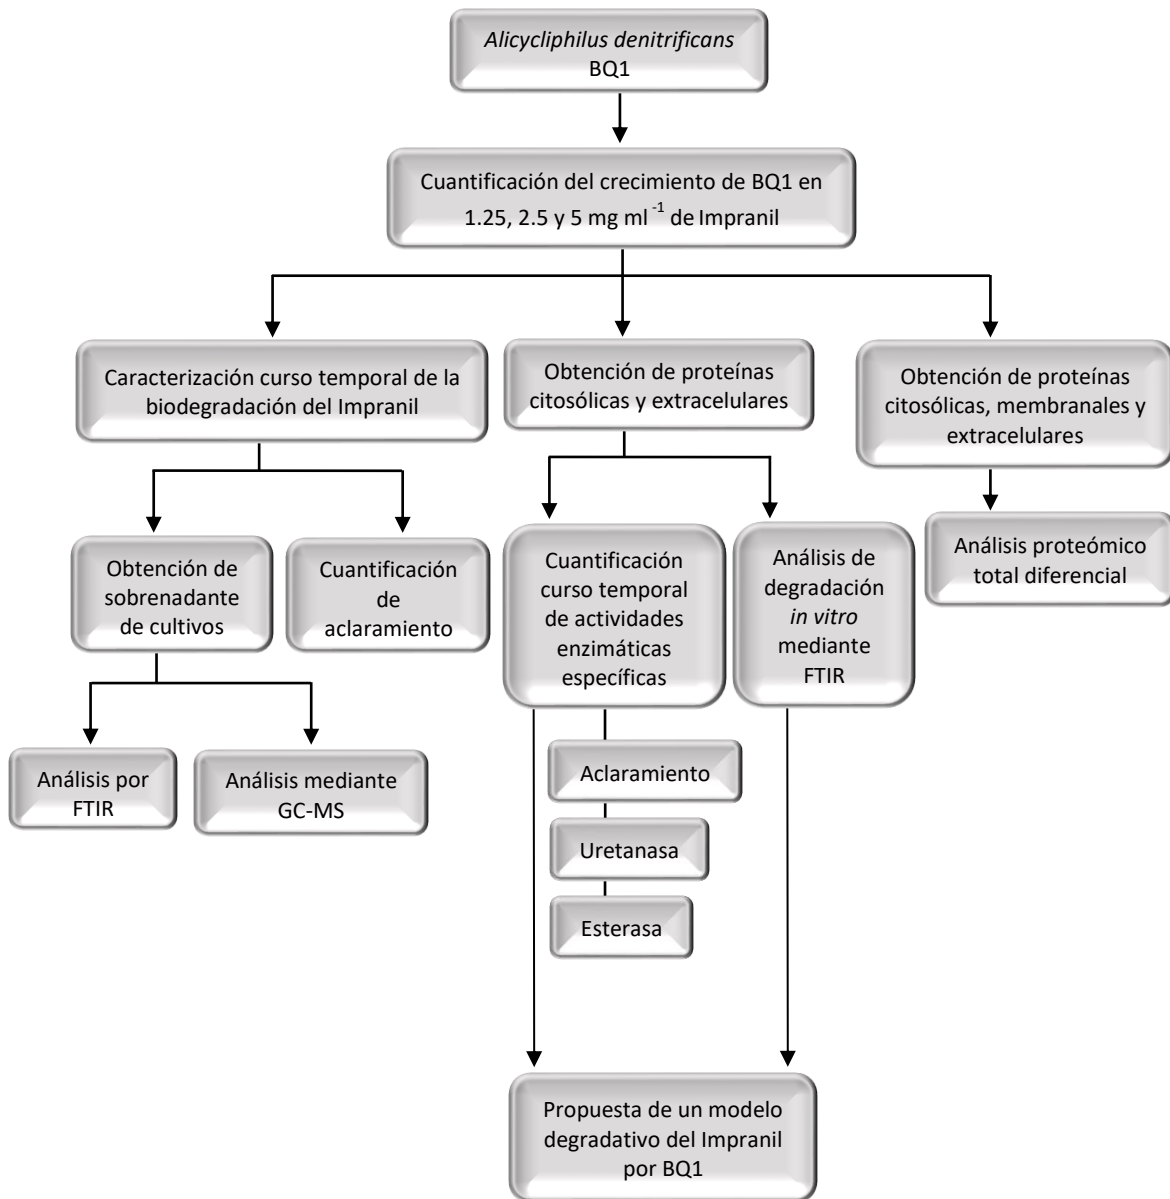 Alicycliphilus denitrificans
BQ1
Cuantificación del crecimiento de BQ1 en
1.25, 2.5 y 5 mg ml -1 de Impranil
Caracterización curso temporal de la
biodegradación del Impranil
Obtención de proteínas
citosólicas y extracelulares
Obtención de proteínas
citosólicas, membranales y
extracelulares
Obtención de
sobrenadante
de cultivos
Cuantificación
de
aclaramiento
Cuantificación
curso temporal
de actividades
enzimáticas
específicas
Análisis de
degradación
in vitro
mediante
FTIR
Análisis proteómico
total diferencial
Análisis por
FTIR
Análisis mediante
GC-MS
Aclaramiento
Uretanasa
Esterasa
Propuesta de un modelo
degradativo del Impranil
por BQ1